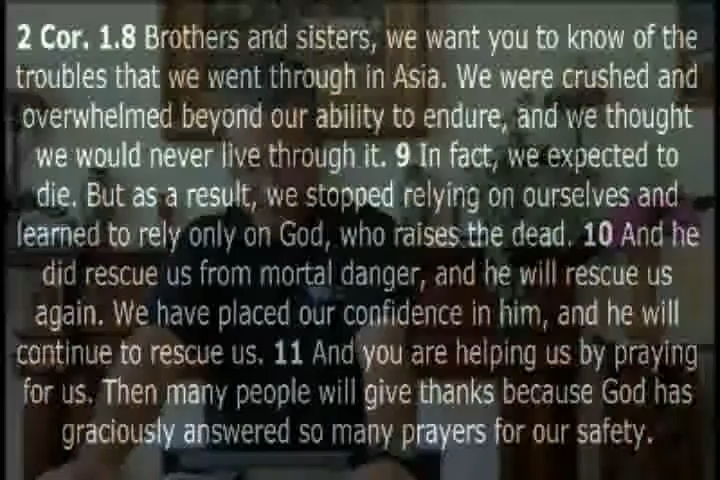 2 Cor. 1.8 Brothers and sisters, we want you to know of the
troubles that we went through in Asia. We were crushed and
overwhelmed beyond our ability to endure, and we thought
we would never live through it. 9 In fact, we expected to
die. But as a result, we stopped relying on ourselves and
learned to rely only on God, who raises the dead. 10 And he
did rescue us from mortal danger, and he will rescue us
again. We have placed our confidence in him, and he will
continue to rescue us. 11 And you are helping us by praying
for us. Then many people will give thanks because God has
graciously answered so many prayers for our safety.